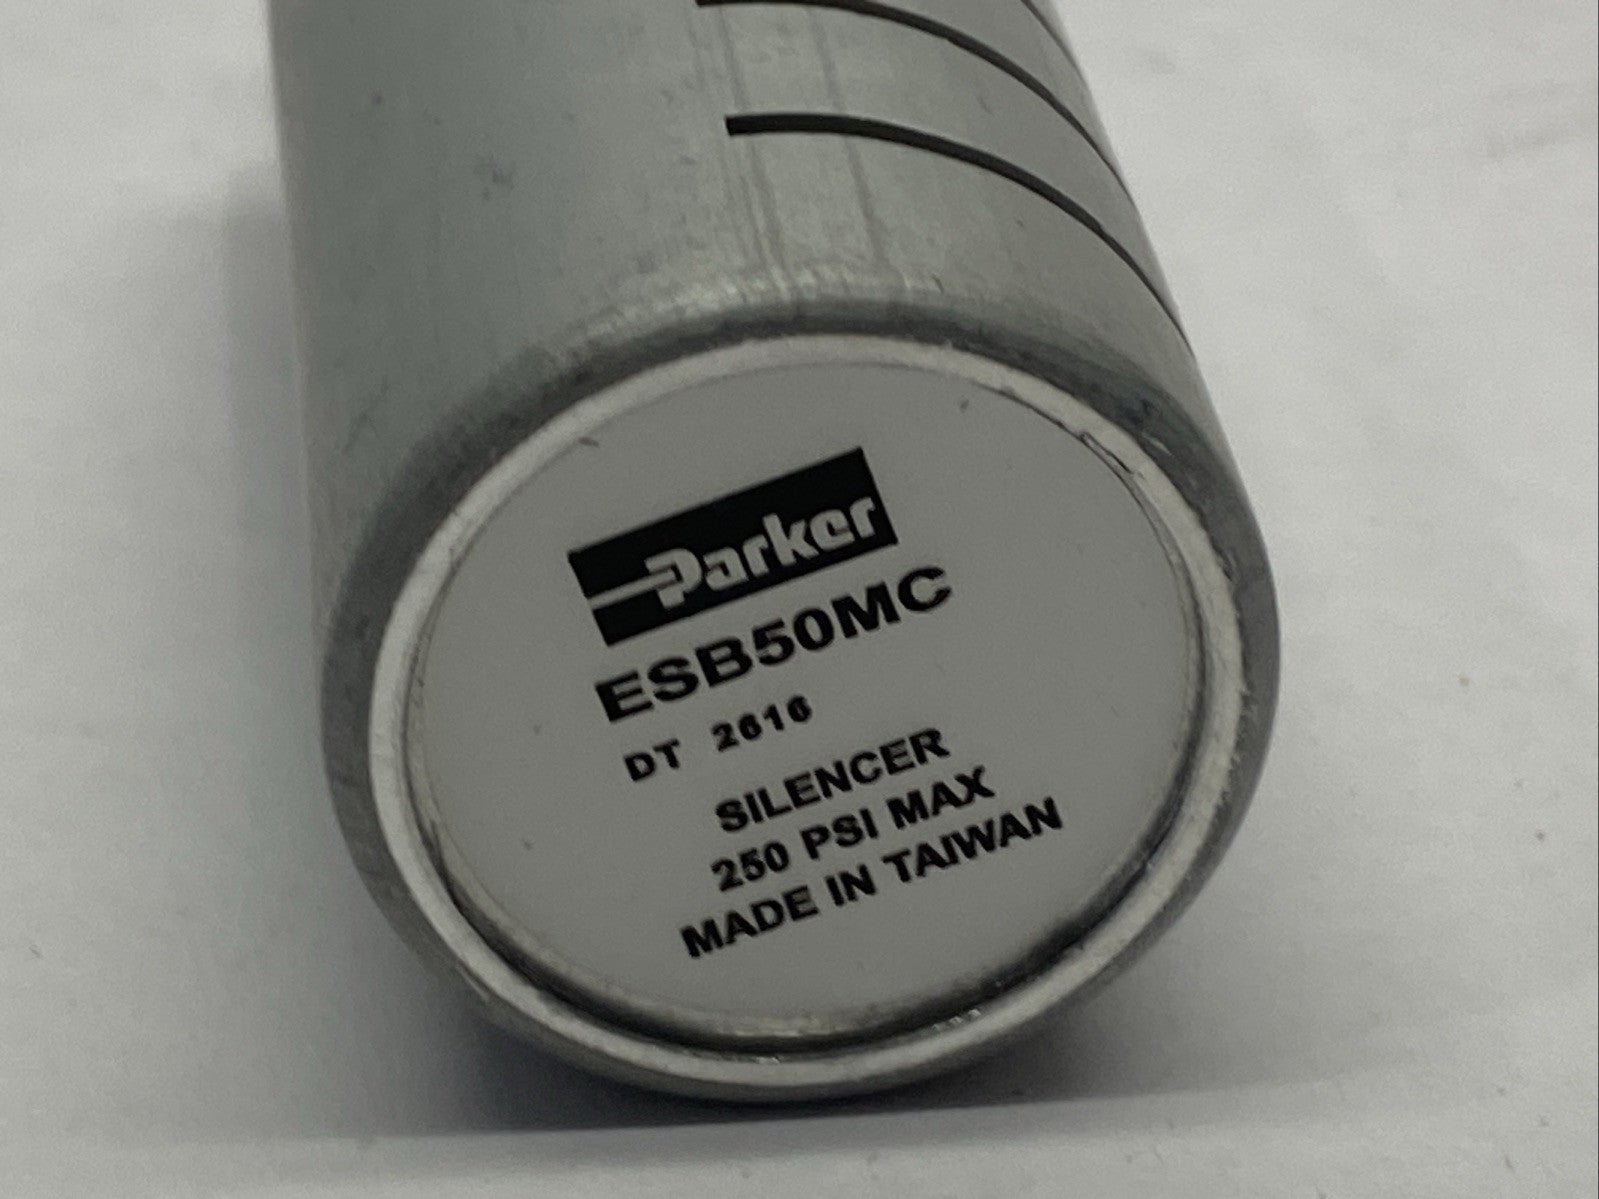 Parker
ESB50MC
DT 2616
SILENCER
250 PSI MAX
MADE IN TAIWAN